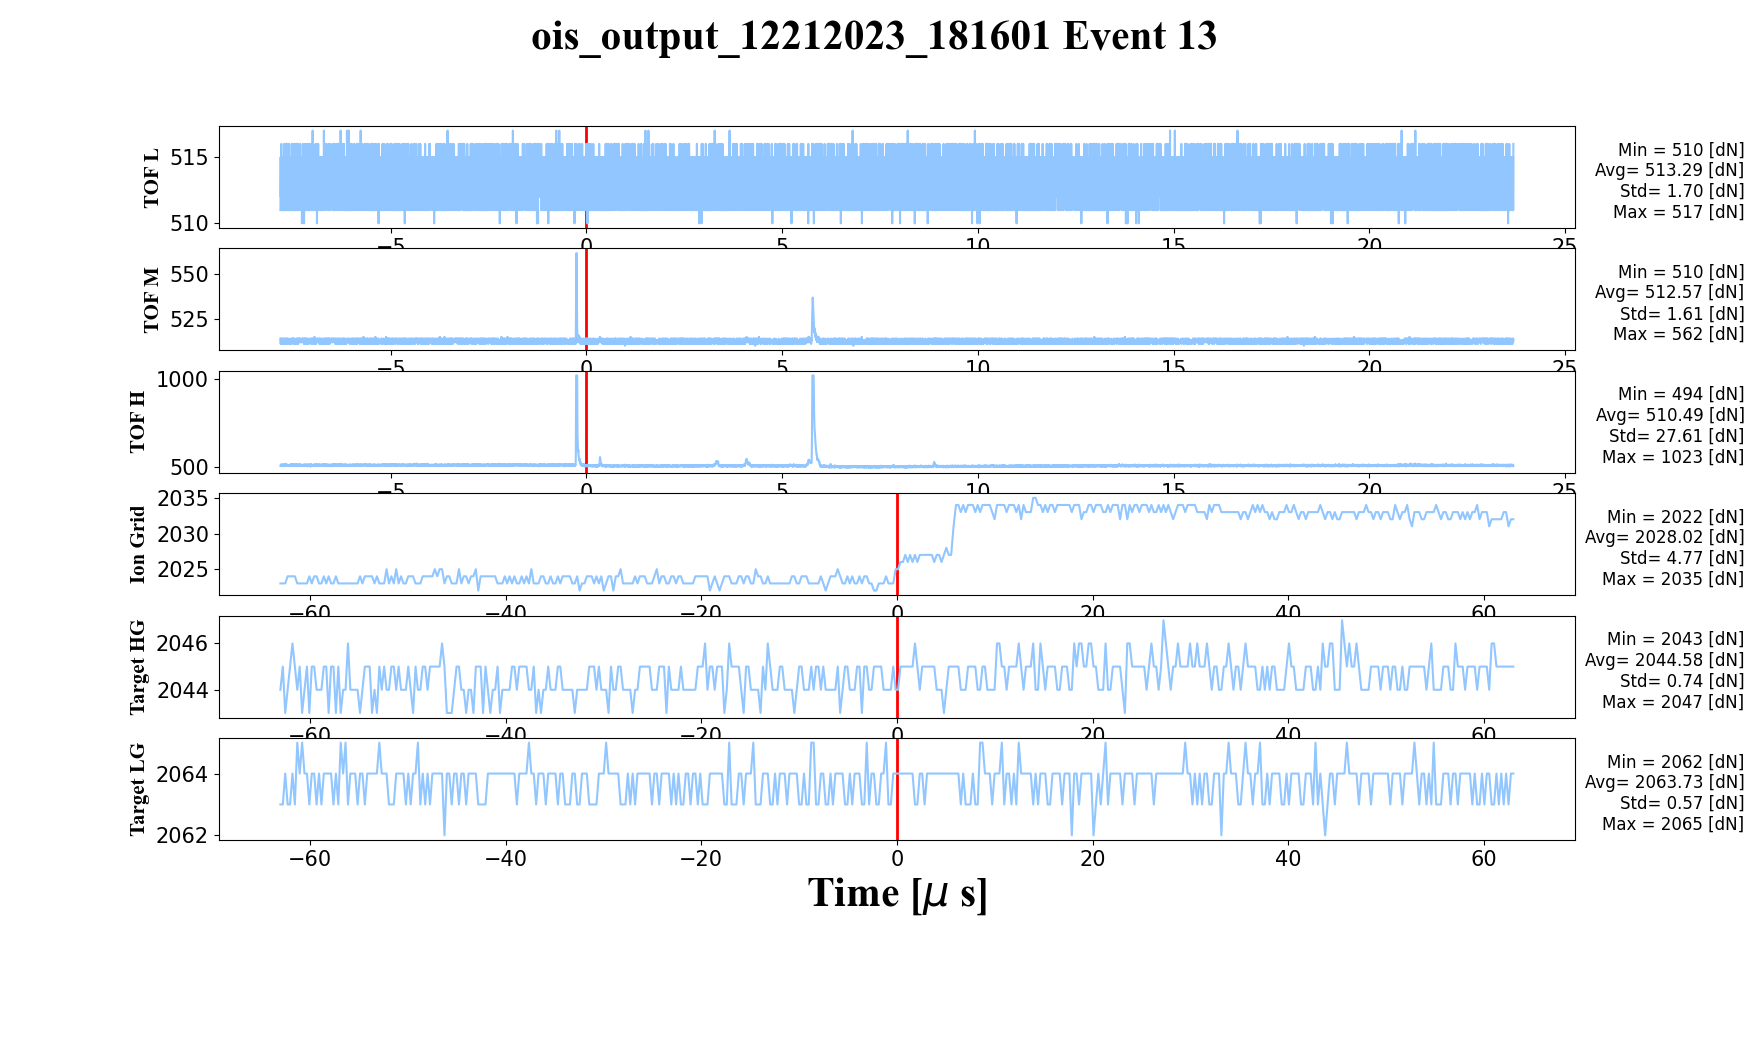 ois_output_12212023_181601 Event 13
TOF L
515
510
−5
0
5
10
15
20
25
Min = 510 [dN]
Avg= 513.29 [dN]
Std= 1.70 [dN]
Max = 517 [dN]
TOF M
550
525
−5
0
5
10
15
20
25
Min = 510 [dN]
Avg= 512.57 [dN]
Std= 1.61 [dN]
Max = 562 [dN]
TOF H
1000
500
−5
0
5
10
15
20
25
Min = 494 [dN]
Avg= 510.49 [dN]
Std= 27.61 [dN]
Max = 1023 [dN]
Ion Grid
2035
2030
2025
−60
−40
−20
0
20
40
60
Min = 2022 [dN]
Avg= 2028.02 [dN]
Std= 4.77 [dN]
Max = 2035 [dN]
Target HG
2046
2044
−60
−40
−20
0
20
40
60
Min = 2043 [dN]
Avg= 2044.58 [dN]
Std= 0.74 [dN]
Max = 2047 [dN]
Target LG
2064
2062
−60
−40
−20
0
20
40
60
Min = 2062 [dN]
Avg= 2063.73 [dN]
Std= 0.57 [dN]
Max = 2065 [dN]
Time [μ s]